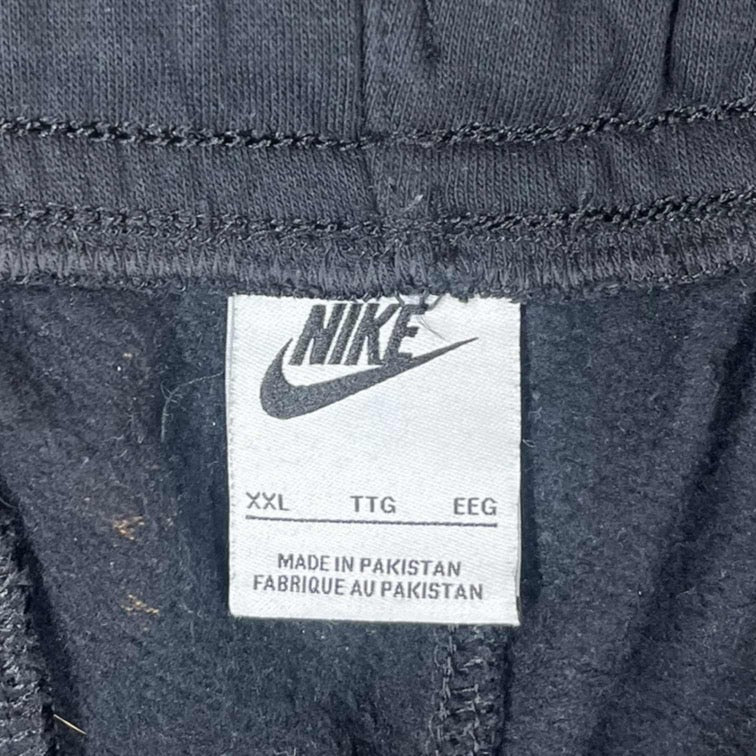 NIKE
XXL TTG EEG
MADE IN PAKISTAN
FABRIQUE AU PAKISTAN